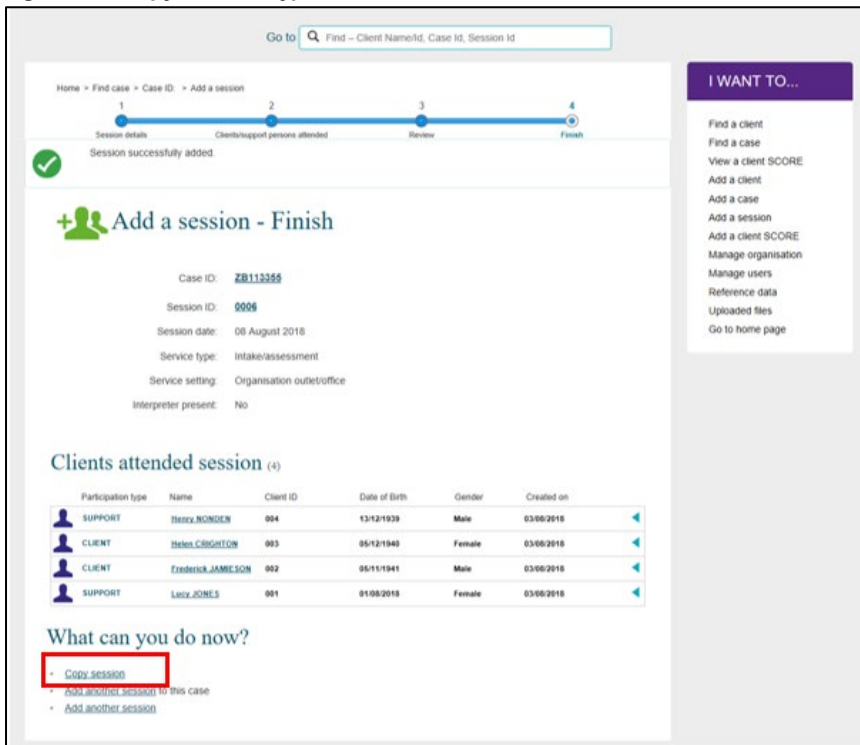 Go to Find – Client Name/Id, Case Id, Session Id
Home > Find case > Case ID: > Add a session
1 2 3 4
Session details Clients/support persons attended Review Finish
Session successfully added.
Add a session - Finish
Case ID: ZB113355
Session ID: 0006
Session date: 08 August 2018
Service type: Intake/assessment
Service setting: Organisation outlet/office
Interpreter present: No
Clients attended session (4)
Participation type Name Client ID Date of Birth Gender Created on
SUPPORT Henry NONDEN 004 13/12/1939 Male 03/08/2018
CLIENT Helen CRIGHTON 003 05/12/1940 Female 03/08/2018
CLIENT Frederick JAMIESON 002 05/11/1941 Male 03/08/2018
SUPPORT Lucy JONES 001 01/08/2018 Female 03/08/2018
What can you do now?
Copy session
Add another session to this case
Add another session
I WANT TO...
Find a client
Find a case
View a client SCORE
Add a client
Add a case
Add a session
Add a client SCORE
Manage organisation
Manage users
Reference data
Uploaded files
Go to home page